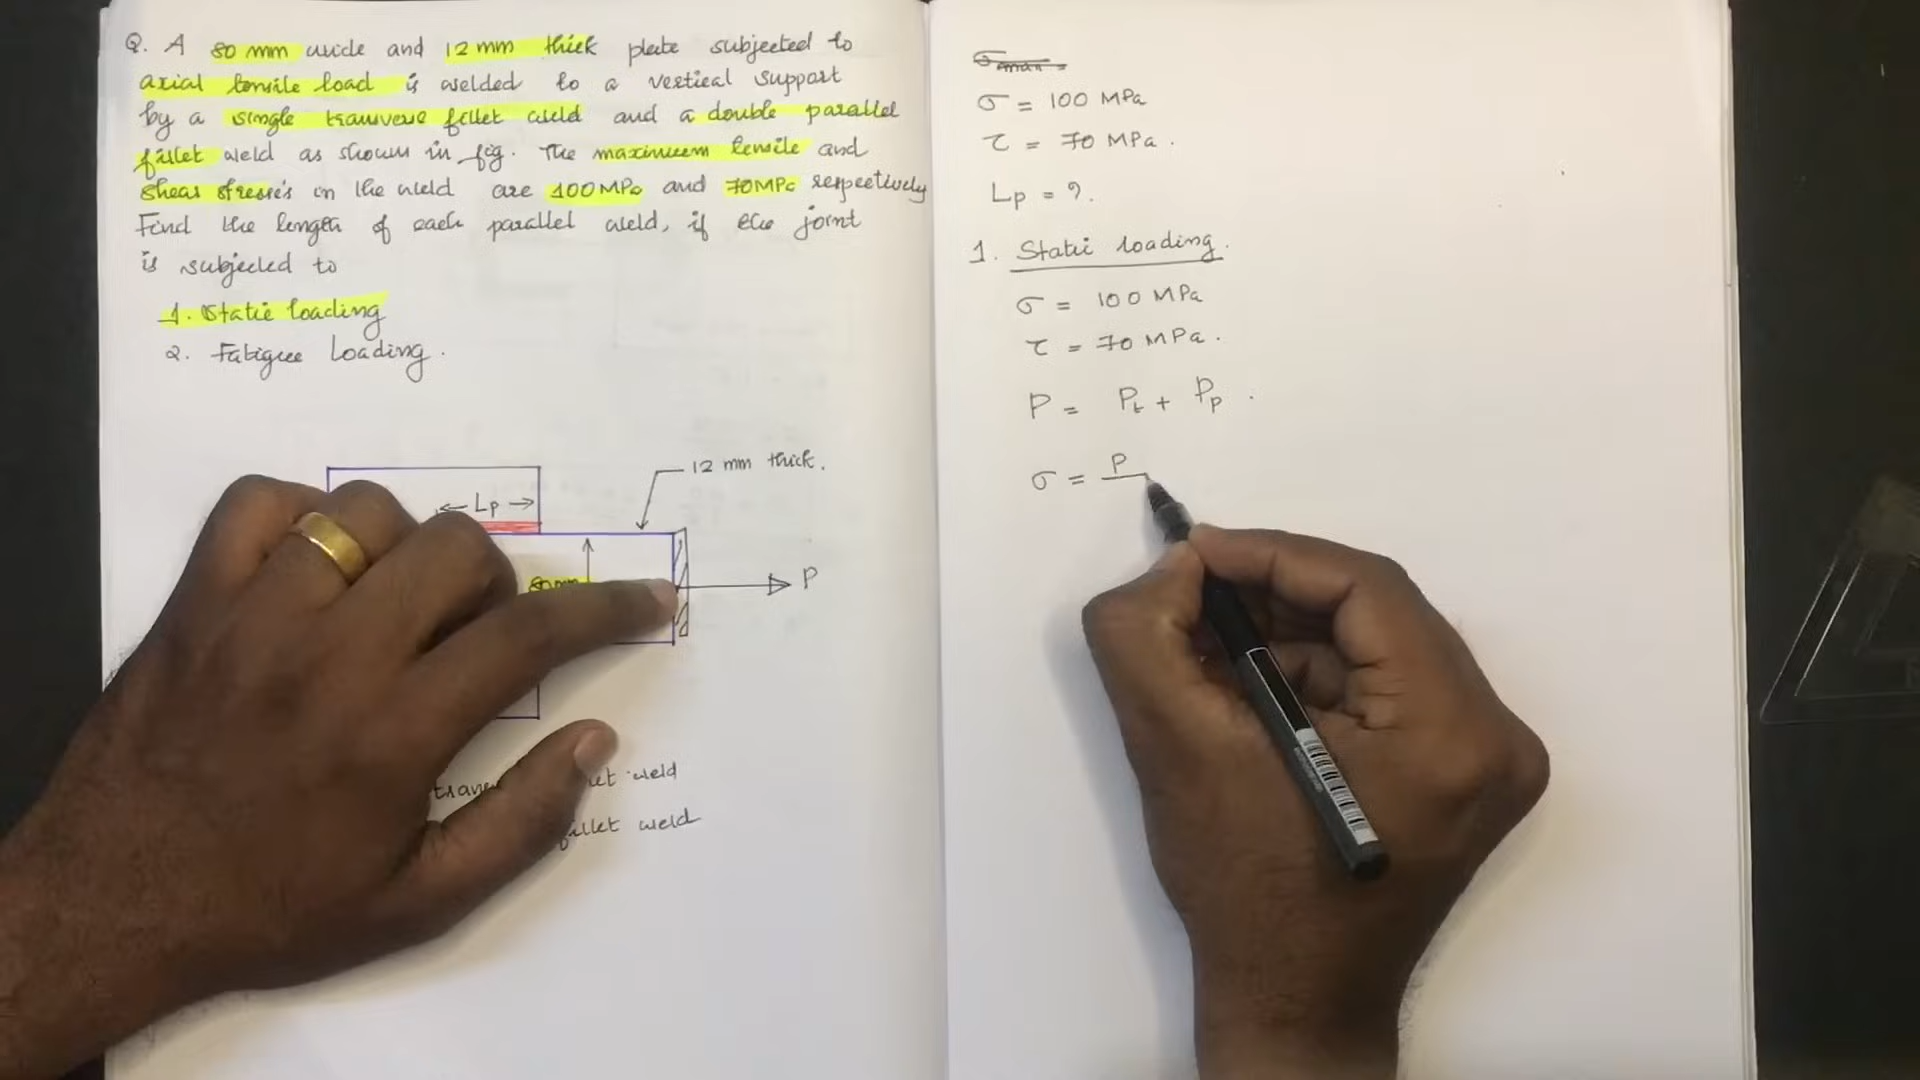 Q. A 80 mm wide and 12 mm thick plate subjected to
axial tensile load is welded to a vertical support
by a single transverse fillet weld and a double parallel
fillet weld as shown in fig. The maximum tensile and
shear stresses in the weld are 100 MPa and 70 MPa respectively
Find the length of each parallel weld, if the joint
is subjected to
1. Static loading
2. Fatigue Loading.
12 mm thick.
← Lp →
80 mm
P
let weld
fillet weld
σmax =
σ = 100 MPa
τ = 70 MPa.
Lp = ?.
1. Static loading.
σ = 100 MPa
τ = 70 MPa.
P = Pt + Pp.
σ = P